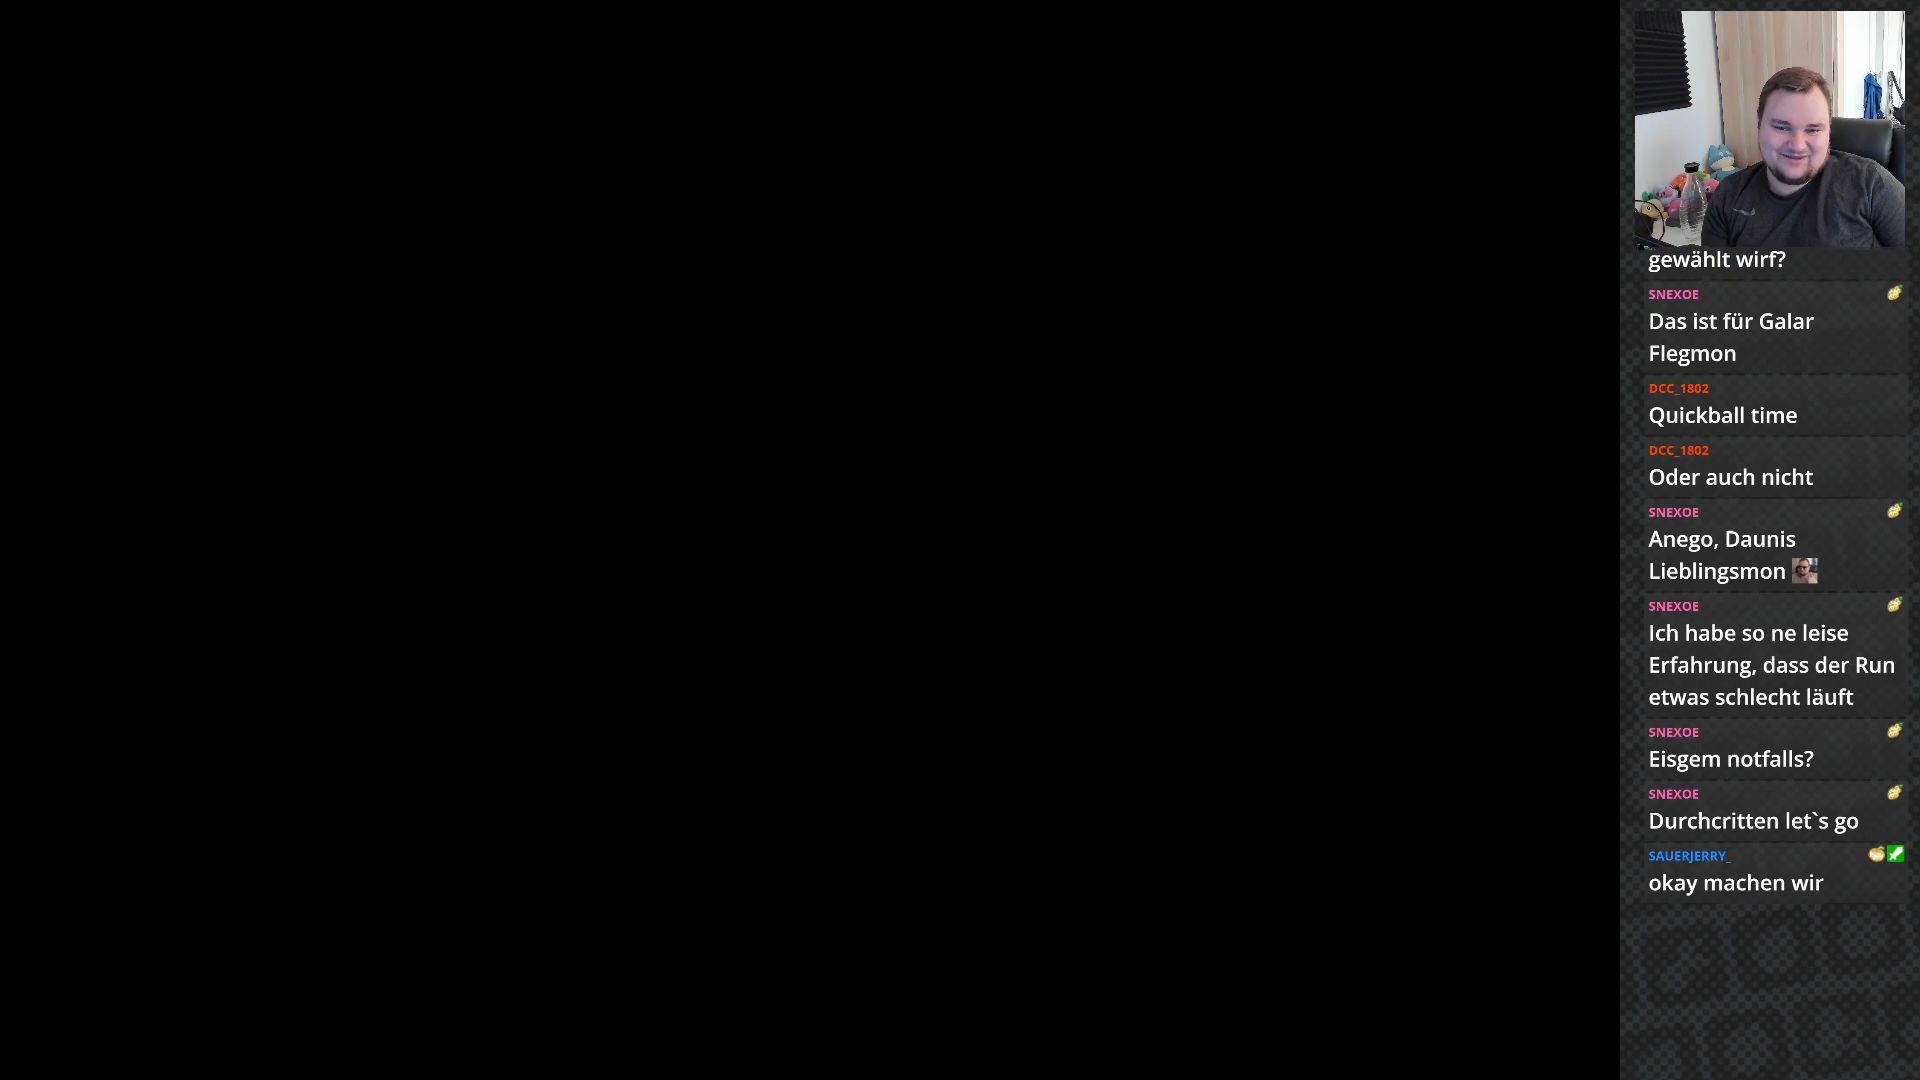 gewählt wirf?
SNEXOE
Das ist für Galar
Flegmon
DCC_1802
Quickball time
DCC_1802
Oder auch nicht
SNEXOE
Anego, Daunis
Lieblingsmon
SNEXOE
Ich habe so ne leise
Erfahrung, dass der Run
etwas schlecht läuft
SNEXOE
Eisgem notfalls?
SNEXOE
Durchcritten let`s go
SAUERJERRY_
okay machen wir